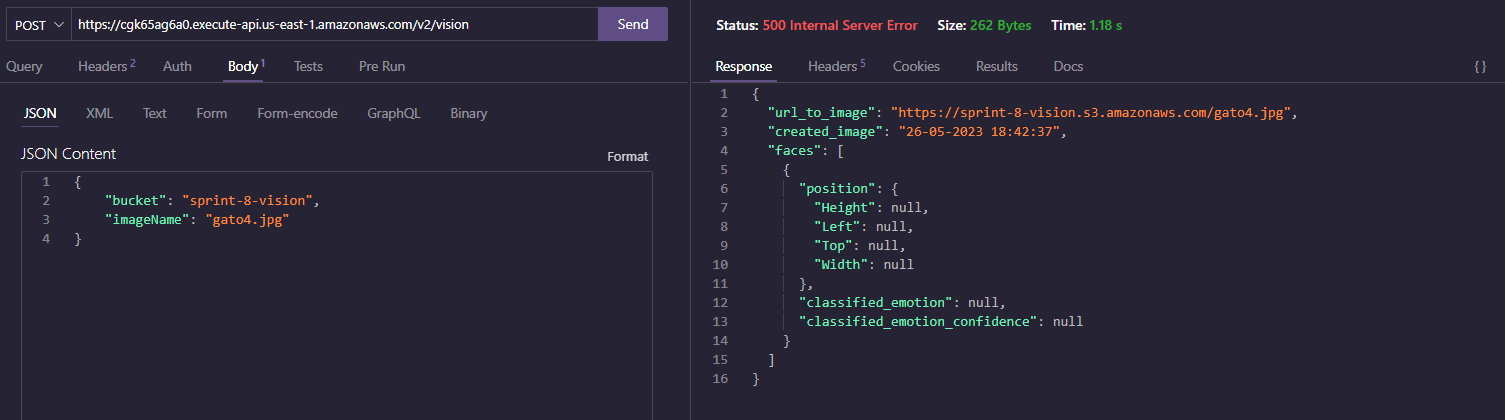 POST https://cgk65ag6a0.execute-api.us-east-1.amazonaws.com/v2/vision Send
Query Headers 2 Auth Body 1 Tests Pre Run
JSON XML Text Form Form-encode GraphQL Binary
JSON Content Format
1 {
2 "bucket": "sprint-8-vision",
3 "imageName": "gato4.jpg"
4 }
Status: 500 Internal Server Error Size: 262 Bytes Time: 1.18 s
Response Headers 5 Cookies Results Docs {}
1 {
2 "url_to_image": "https://sprint-8-vision.s3.amazonaws.com/gato4.jpg",
3 "created_image": "26-05-2023 18:42:37",
4 "faces": [
5 {
6 "position": {
7 "Height": null,
8 "Left": null,
9 "Top": null,
10 "Width": null
11 },
12 "classified_emotion": null,
13 "classified_emotion_confidence": null
14 }
15 ]
16 }